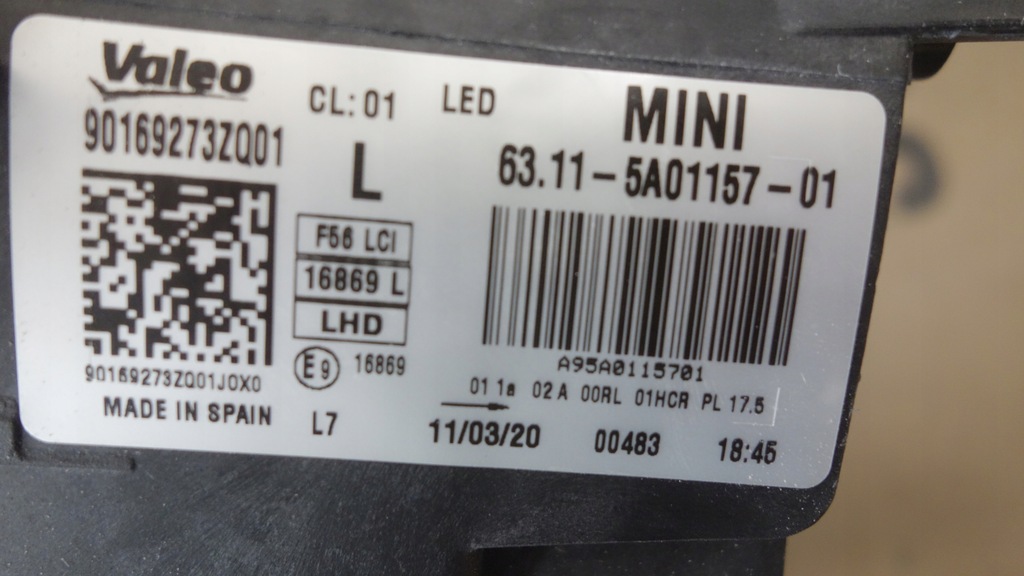 Valeo
90169273ZQ01
90169273ZQ01J0X0
MADE IN SPAIN
CL: 01 LED
L
F56 LCI
16869 L
LHD
E9 16869
L7
MINI
63.11-5A01157-01
A95A0115701
01 1a 02 A 00RL 01HCR PL 17.5
11/03/20 00483 18:45